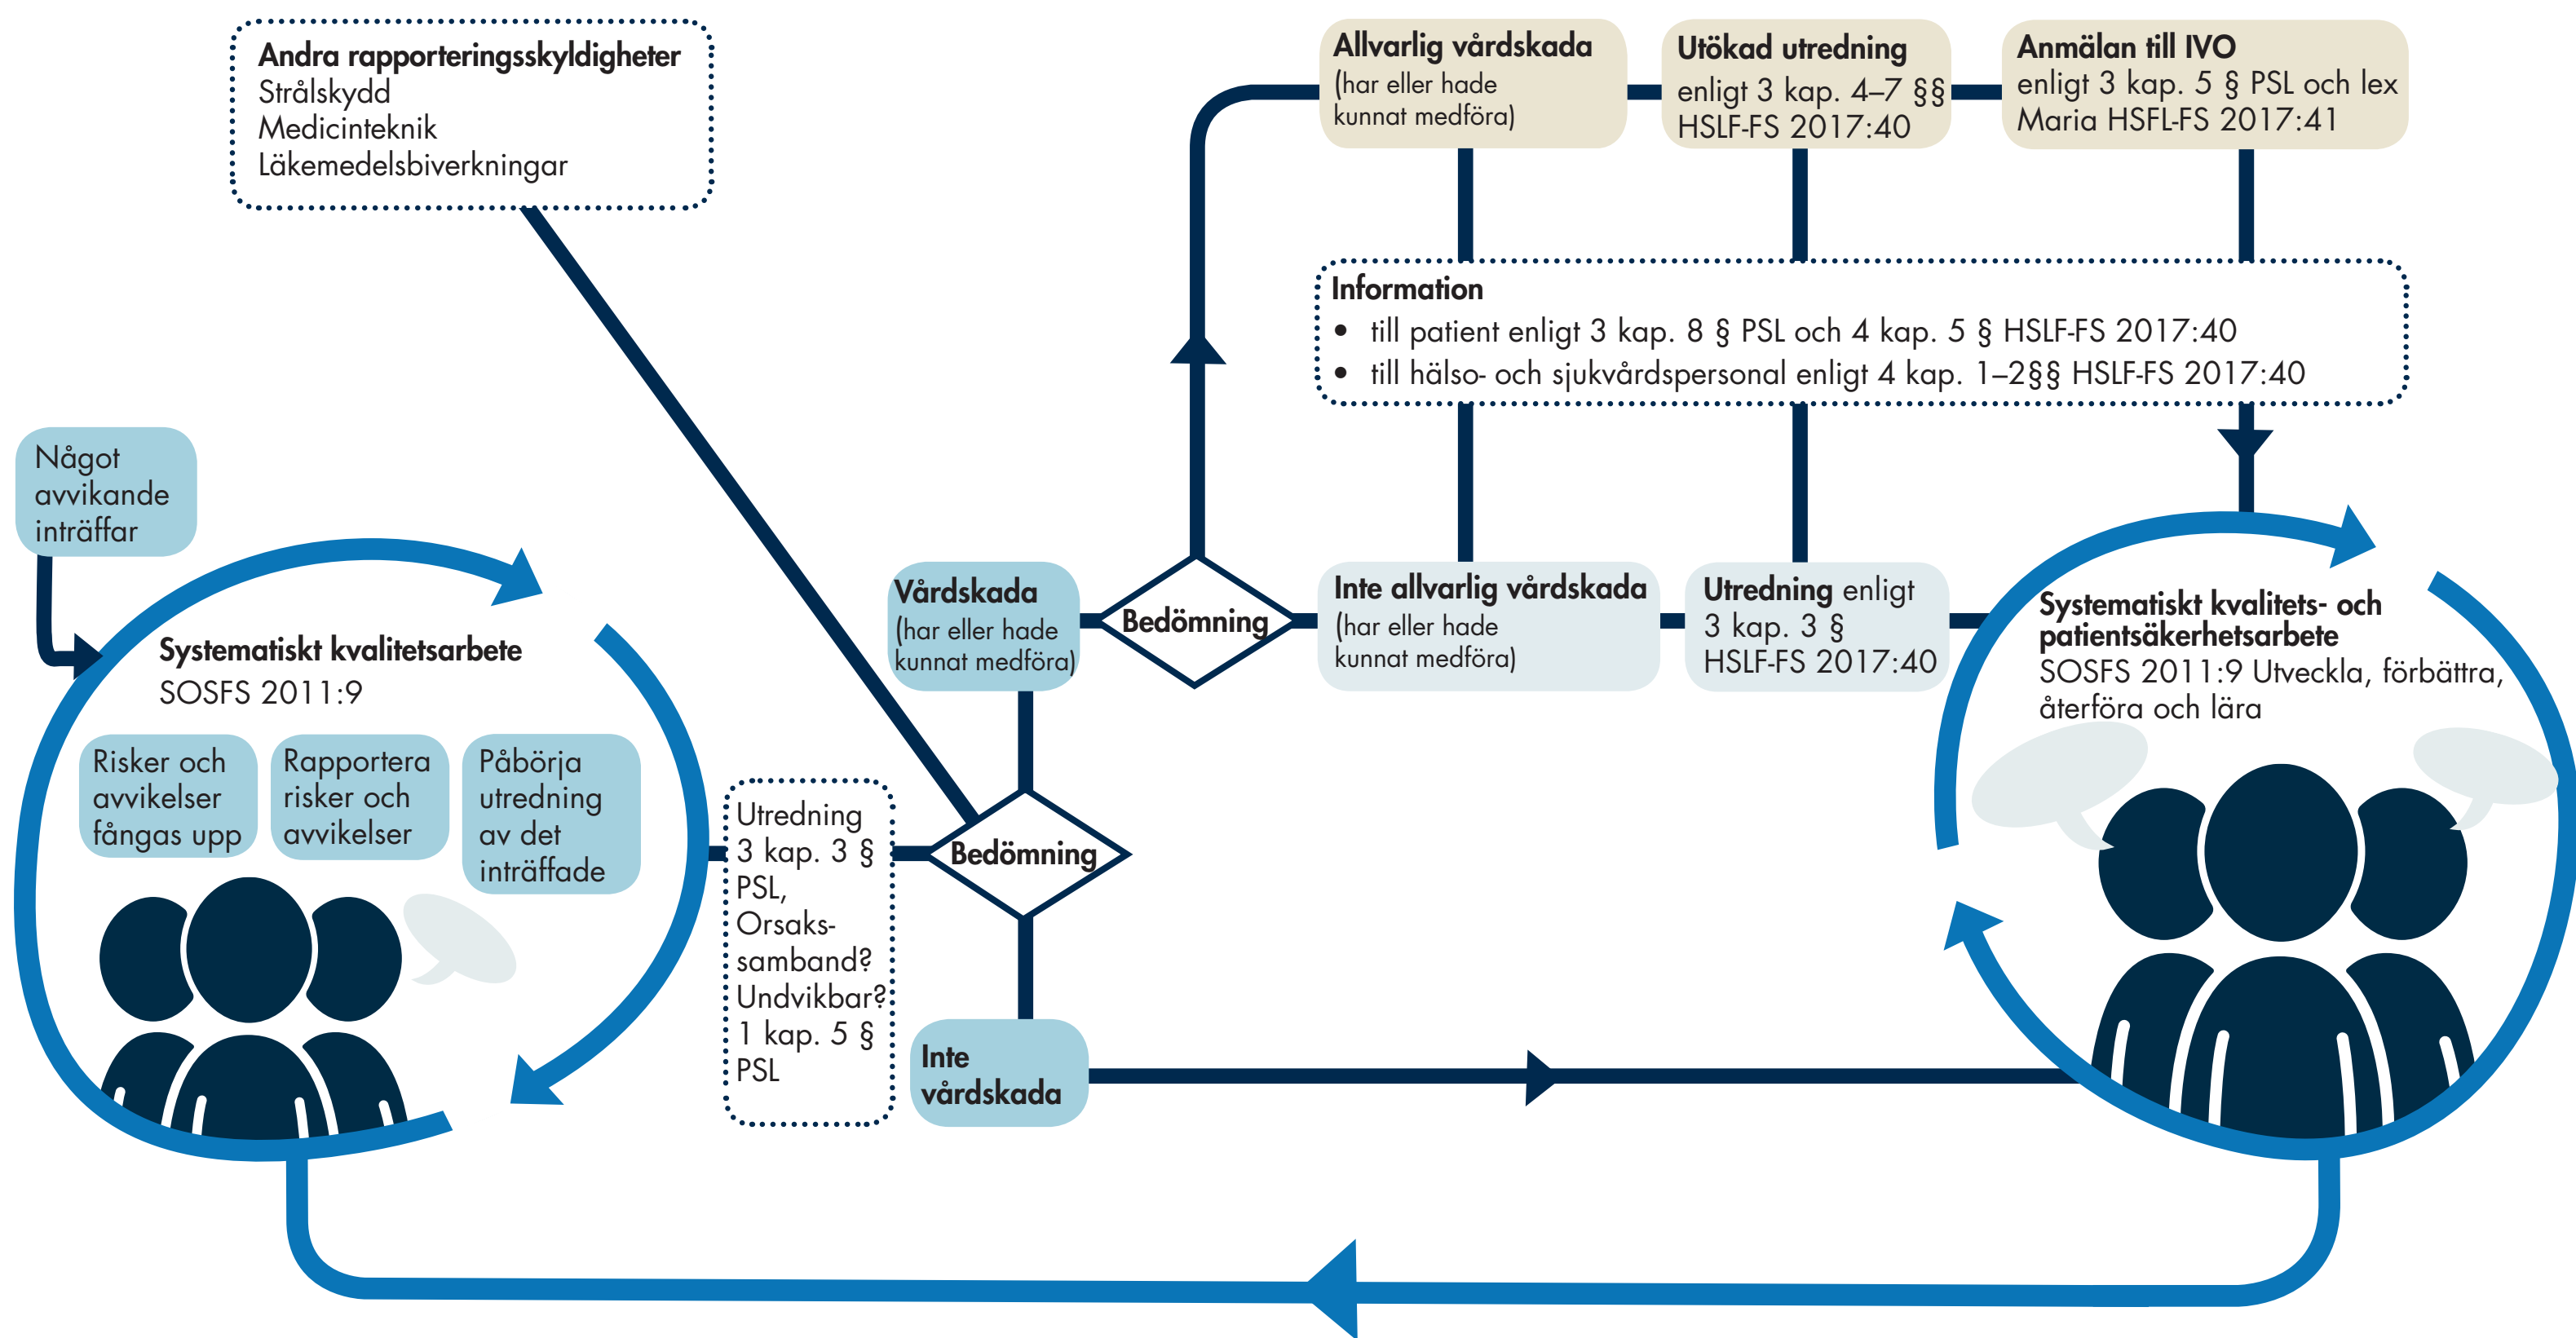 Andra rapporteringsskyldigheter
Strålskydd
Medicinteknik
Läkemedelsbiverkningar
Allvarlig vårdskada
(har eller hade
kunnat medföra)
Utökad utredning
enligt 3 kap. 4–7 §§
HSLF-FS 2017:40
Anmälan till IVO
enligt 3 kap. 5 § PSL och lex
Maria HSFL-FS 2017:41
Information
• till patient enligt 3 kap. 8 § PSL och 4 kap. 5 § HSLF-FS 2017:40
• till hälso- och sjukvårdspersonal enligt 4 kap. 1–2§§ HSLF-FS 2017:40
Något
avvikande
inträffar
Systematiskt kvalitetsarbete
SOSFS 2011:9
Risker och
avvikelser
fångas upp
Rapportera
risker och
avvikelser
Påbörja
utredning
av det
inträffade
Utredning
3 kap. 3 §
PSL,
Orsaks-
samband?
Undvikbar?
1 kap. 5 §
PSL
Bedömning
Vårdskada
(har eller hade
kunnat medföra)
Bedömning
Inte allvarlig vårdskada
(har eller hade
kunnat medföra)
Utredning enligt
3 kap. 3 §
HSLF-FS 2017:40
Inte
vårdskada
Systematiskt kvalitets- och
patientsäkerhetsarbete
SOSFS 2011:9 Utveckla, förbättra,
återföra och lära